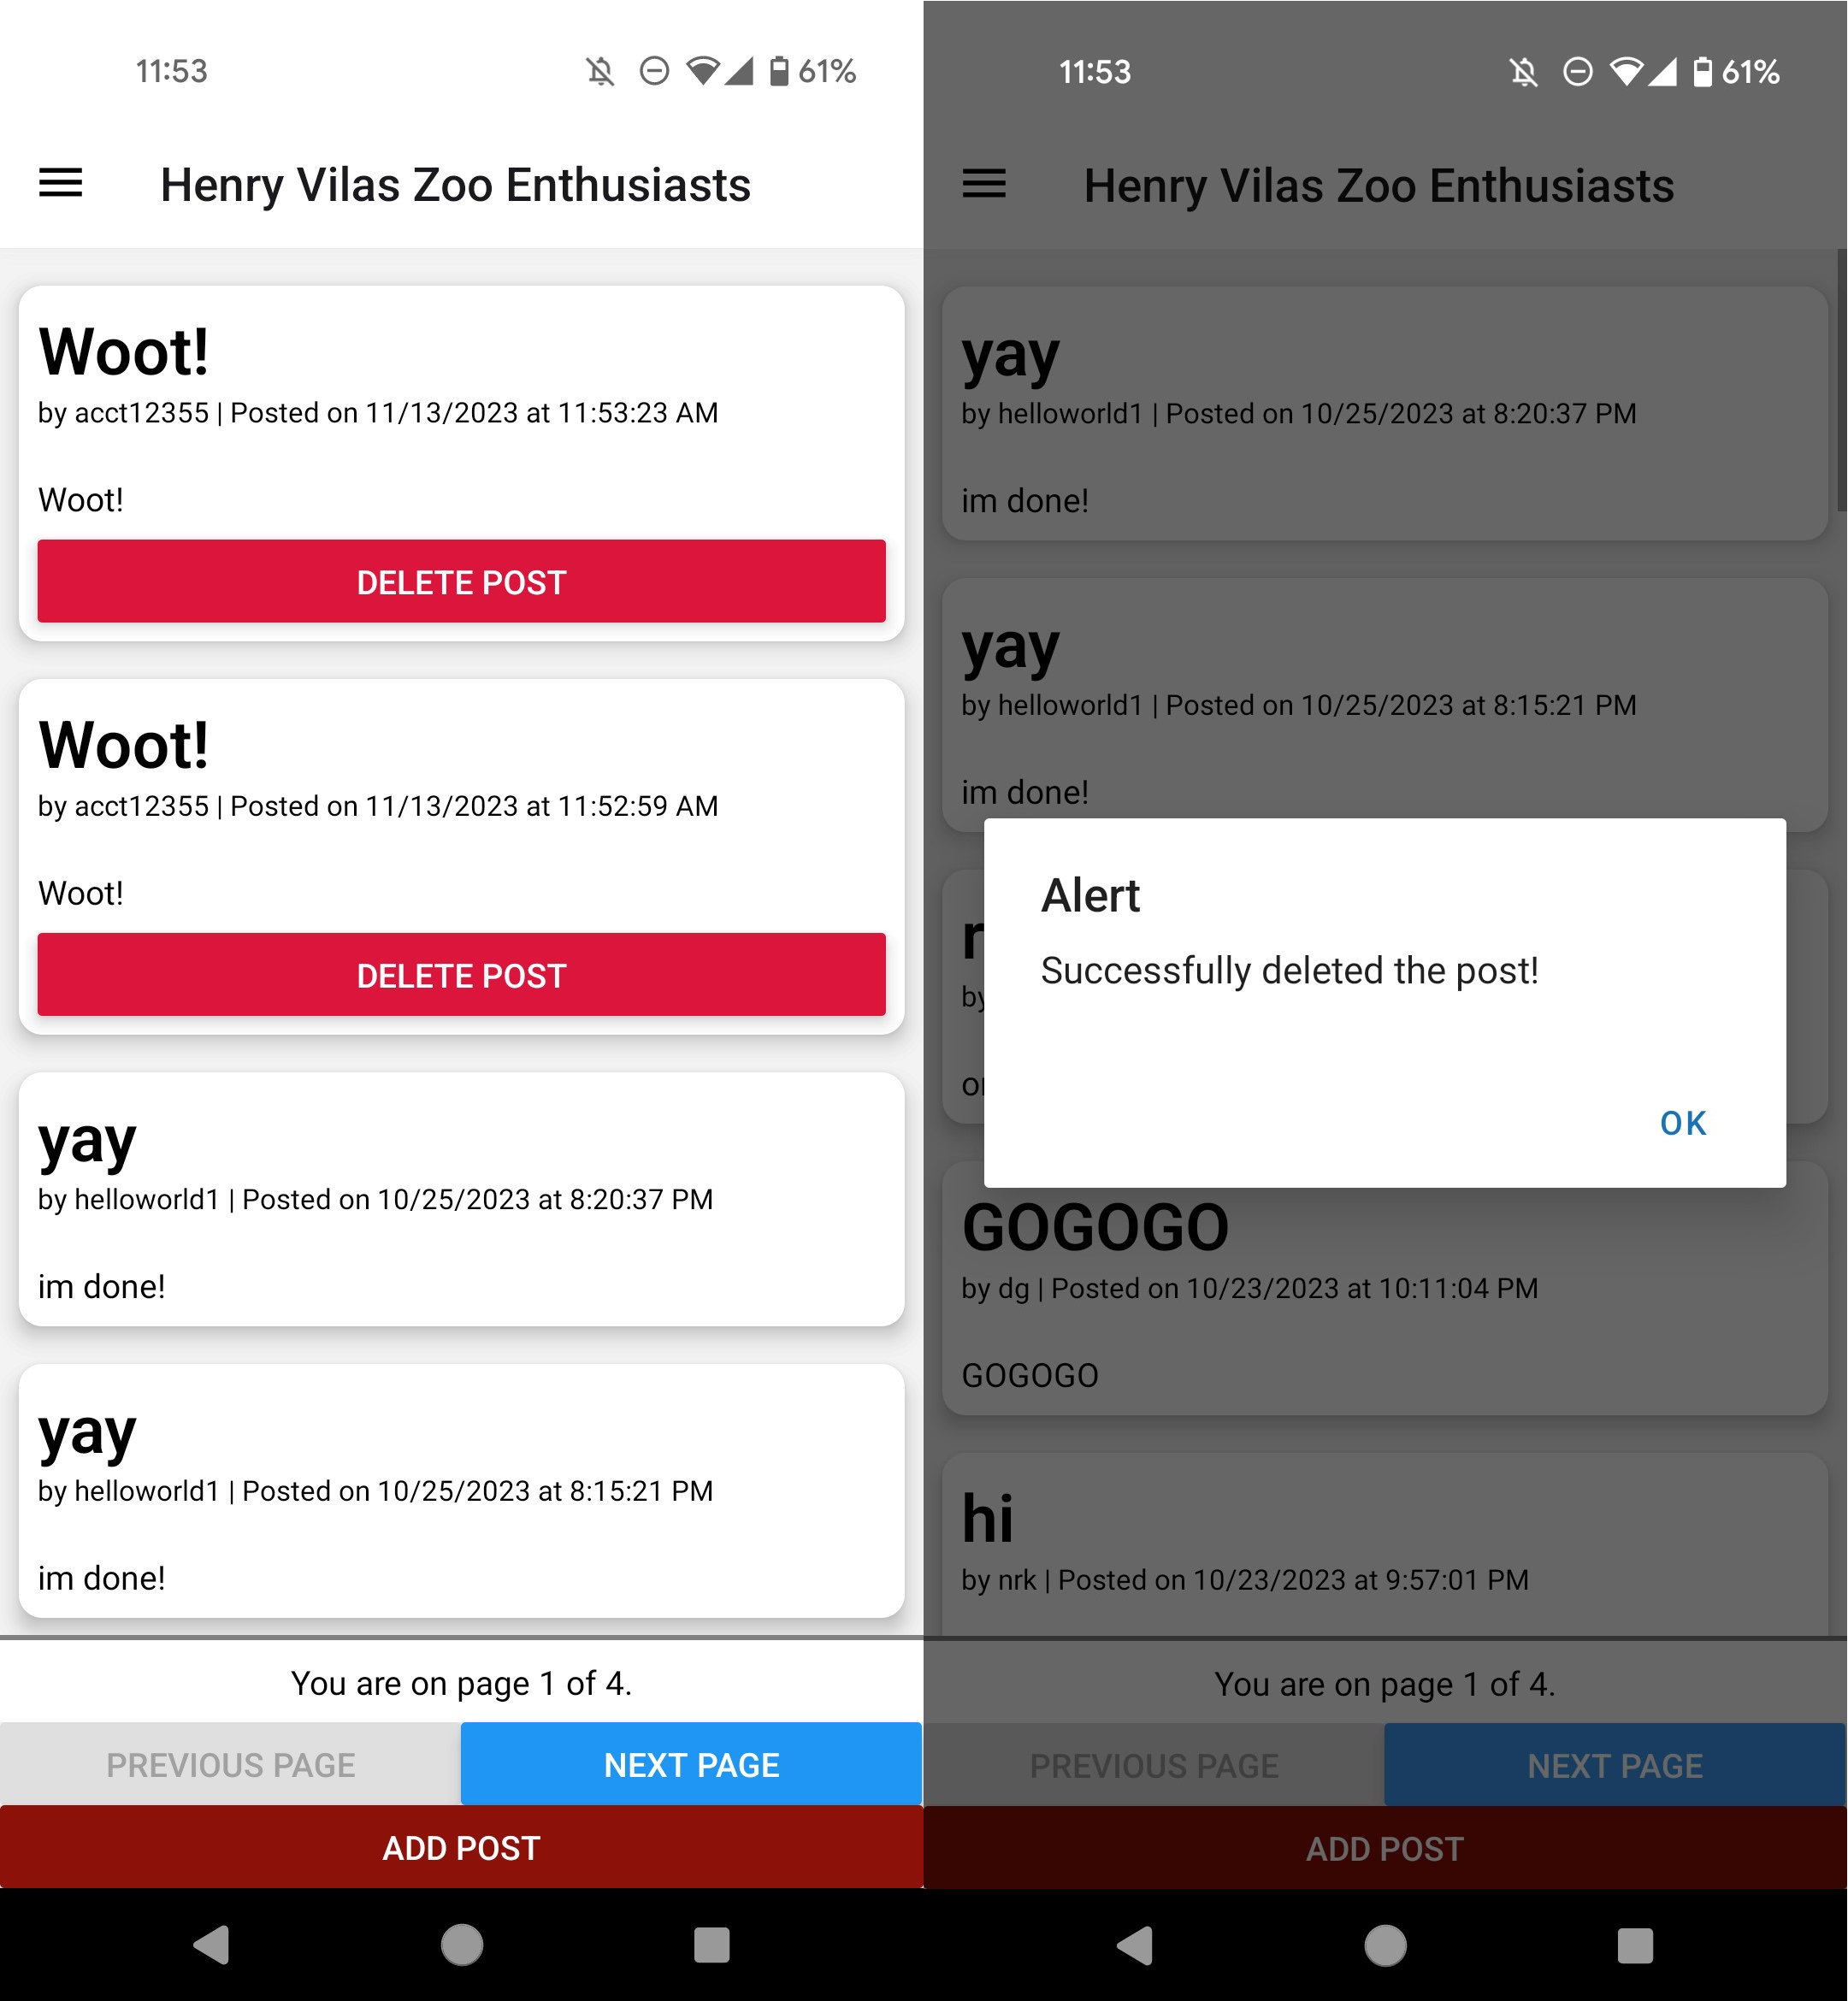 11:53
61%
Henry Vilas Zoo Enthusiasts
Woot!
by acct12355 | Posted on 11/13/2023 at 11:53:23 AM
Woot!
DELETE POST
Woot!
by acct12355 | Posted on 11/13/2023 at 11:52:59 AM
Woot!
DELETE POST
yay
by helloworld1 | Posted on 10/25/2023 at 8:20:37 PM
im done!
yay
by helloworld1 | Posted on 10/25/2023 at 8:15:21 PM
im done!
You are on page 1 of 4.
PREVIOUS PAGE
NEXT PAGE
ADD POST
11:53
61%
Henry Vilas Zoo Enthusiasts
yay
by helloworld1 | Posted on 10/25/2023 at 8:20:37 PM
im done!
yay
by helloworld1 | Posted on 10/25/2023 at 8:15:21 PM
im done!
Alert
Successfully deleted the post!
OK
by
GOGOGO
by dg | Posted on 10/23/2023 at 10:11:04 PM
GOGOGO
hi
by nrk | Posted on 10/23/2023 at 9:57:01 PM
You are on page 1 of 4.
PREVIOUS PAGE
NEXT PAGE
ADD POST